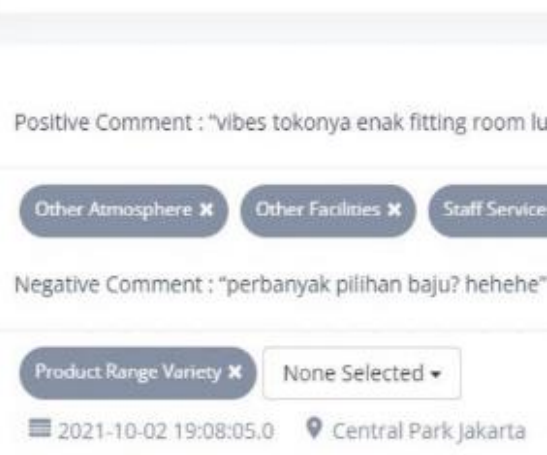 Positive Comment : "vibes tokonya enak fitting room
Other Atmosphere × Other Facilities × Staff Service
Negative Comment : "perbanyak pilihan baju? hehehe"
Product Range Variety × None Selected
2021-10-02 19:08:05.0 Central Park Jakarta